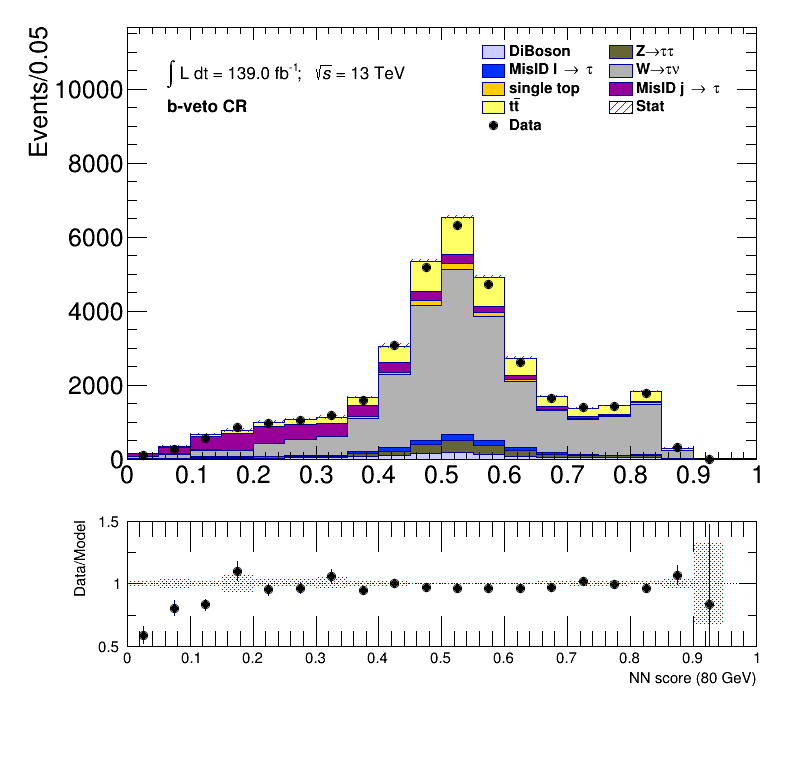 Events/0.05
∫ L dt = 139.0 fb⁻¹; √s = 13 TeV
b-veto CR
DiBoson
MisID l → τ
single top
tt̄
Data
Z→ττ
W→τν
MisID j → τ
Stat
10000
8000
6000
4000
2000
0
0 0.1 0.2 0.3 0.4 0.5 0.6 0.7 0.8 0.9 1
Data/Model
1.5
1
0.5
0 0.1 0.2 0.3 0.4 0.5 0.6 0.7 0.8 0.9 1
NN score (80 GeV)